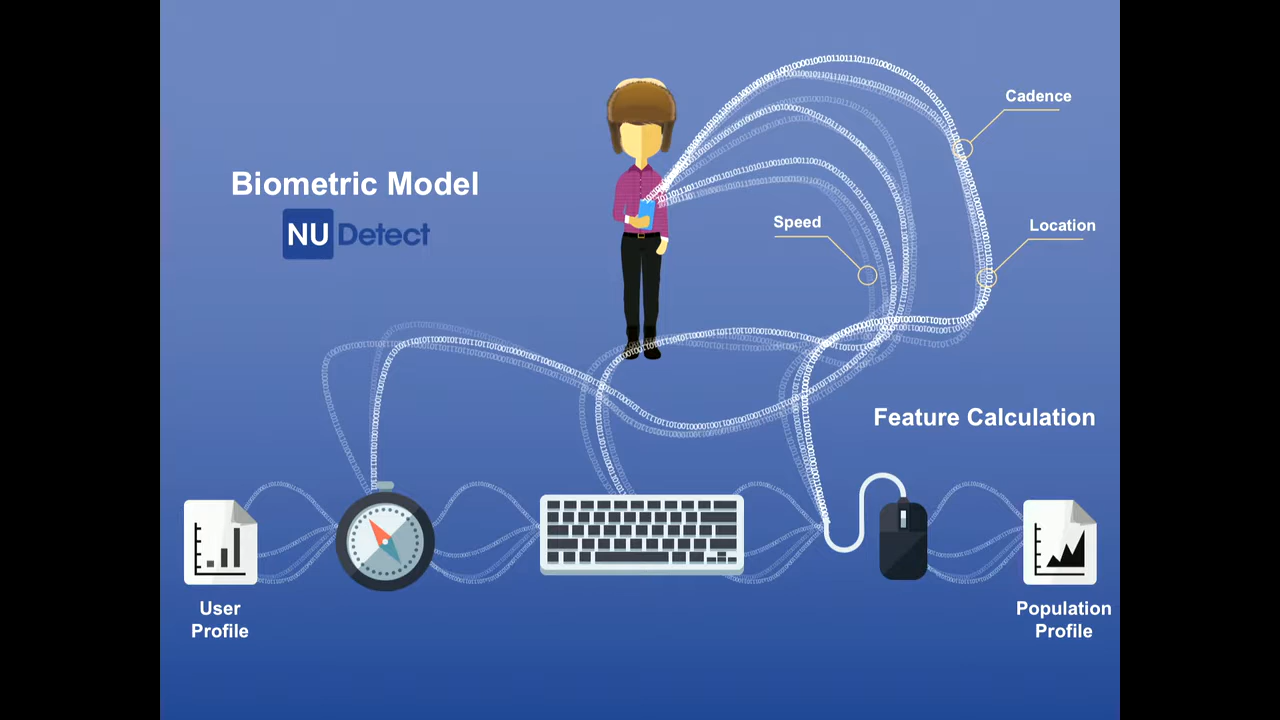 Cadence
Biometric Model
NU Detect
Speed
Location
Feature Calculation
User
Profile
Population
Profile